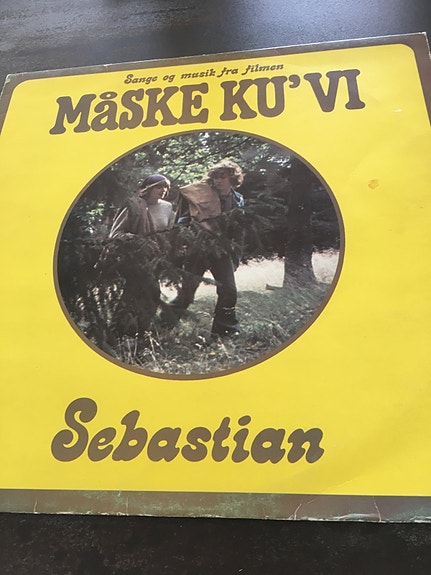 Sange og musik fra filmen
MåSKE KU' VI
Sebastian